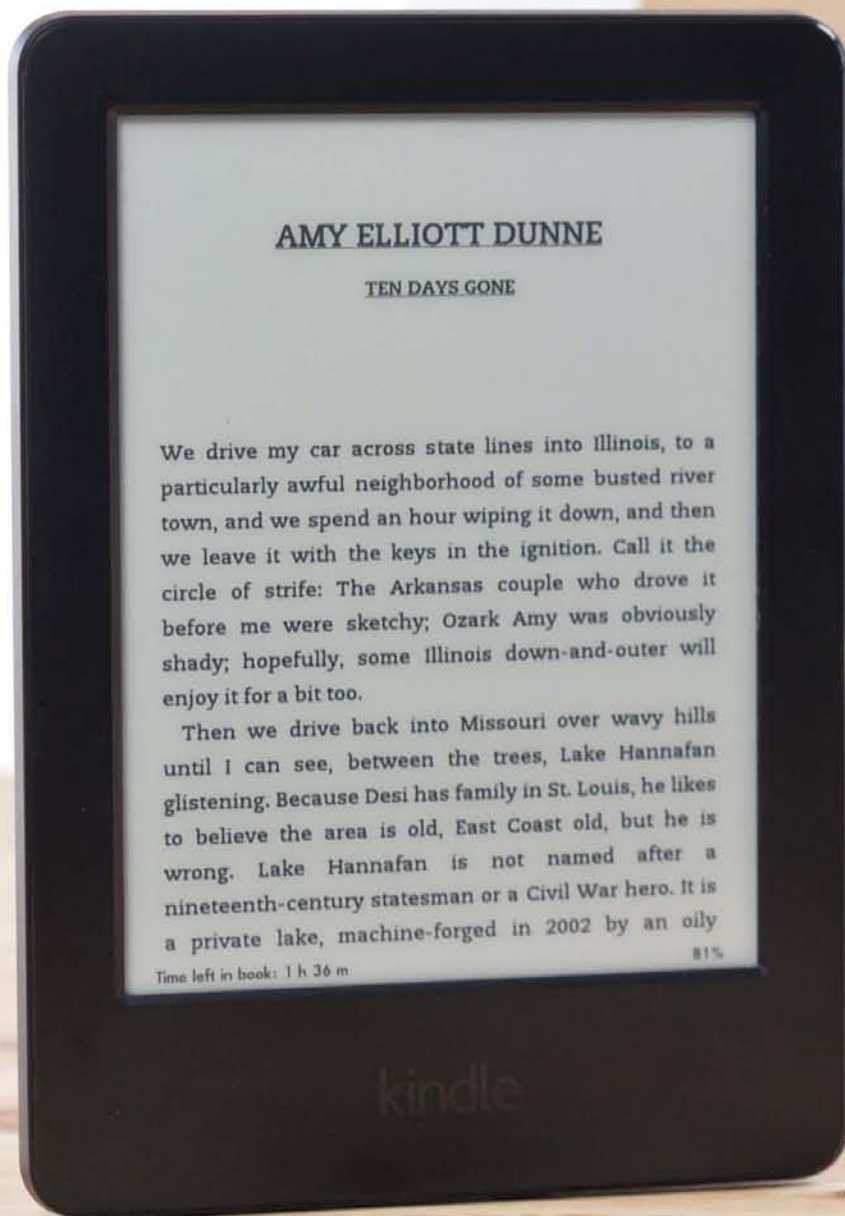 AMY ELLIOTT DUNNE
TEN DAYS GONE
We drive my car across state lines into Illinois, to a
particularly awful neighborhood of some busted river
town, and we spend an hour wiping it down, and then
we leave it with the keys in the ignition. Call it the
circle of strife: The Arkansas couple who drove it
before me were sketchy; Ozark Amy was obviously
shady; hopefully, some Illinois down-and-outer will
enjoy it for a bit too.
Then we drive back into Missouri over wavy hills
until I can see, between the trees, Lake Hannafan
glistening. Because Desi has family in St. Louis, he likes
to believe the area is old, East Coast old, but he is
wrong. Lake Hannafan is not named after a
nineteenth-century statesman or a Civil War hero. It is
a private lake, machine-forged in 2002 by an oily
Time left in book: 1 h 36 m 81%
kindle